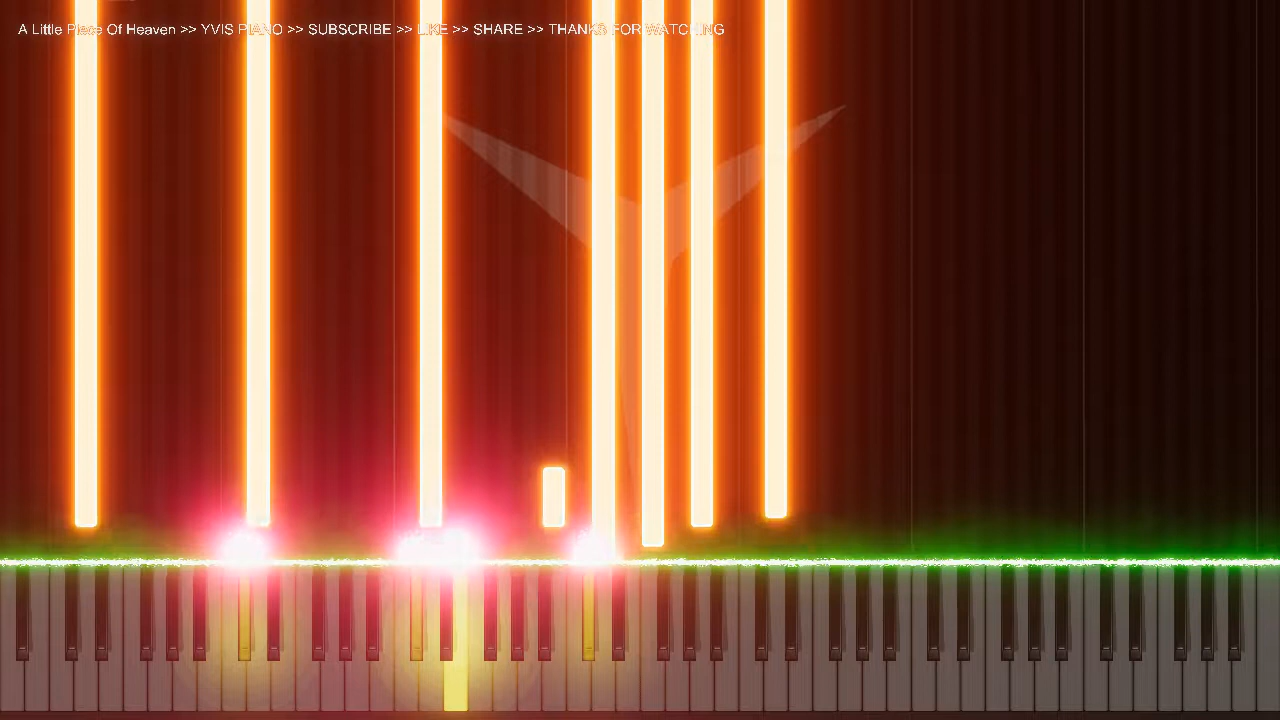 A Little Piece Of Heaven >> YVIS PIANO >> SUBSCRIBE >> LIKE >> SHARE >> THANKS FOR WATCHING